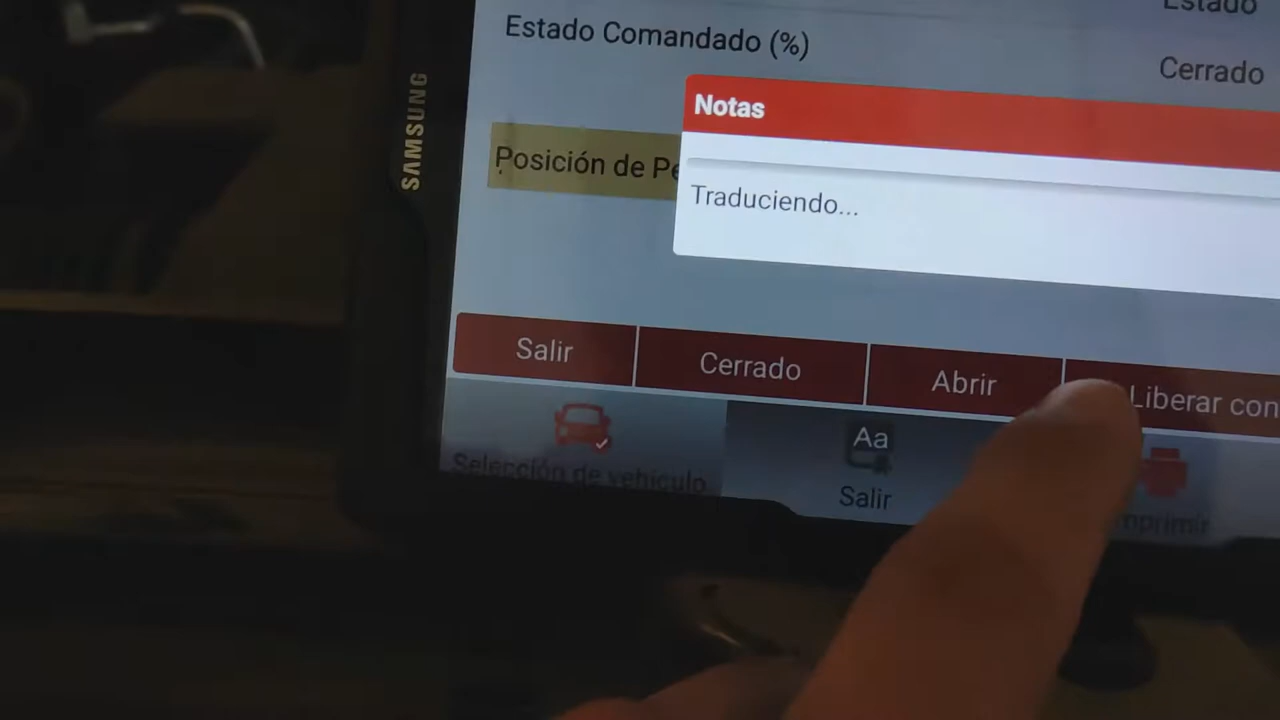 Estado
Estado Comandado (%)
Cerrado
SAMSUNG
Notas
Posición de
Traduciendo...
Salir
Cerrado
Abrir
Liberar con
Aa
Selección de vehículo
Salir